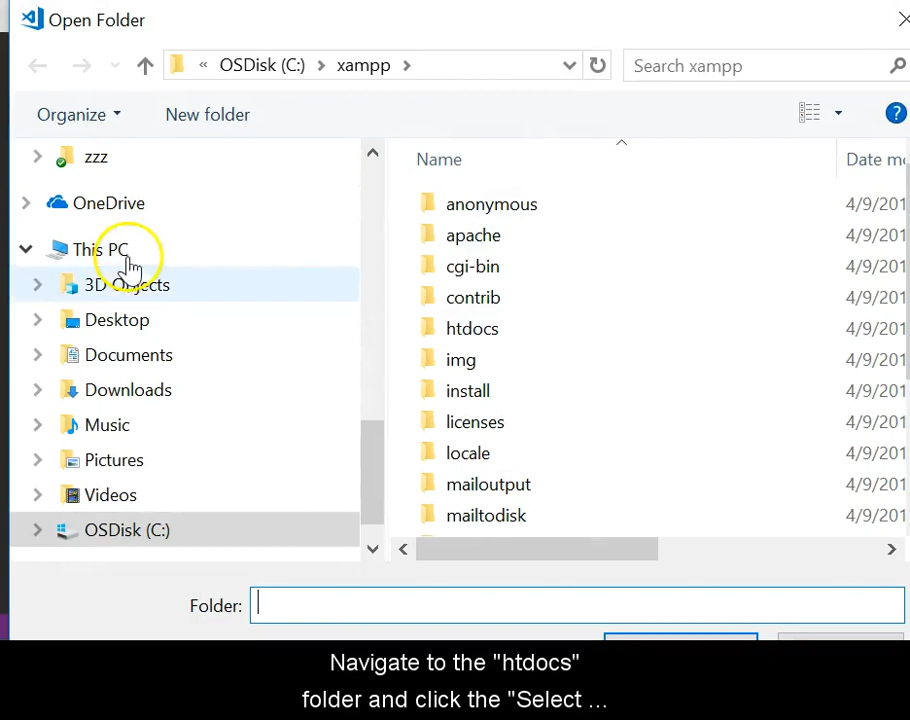 Open Folder
« OSDisk (C:) › xampp ›
Search xampp
Organize
New folder
?
zzz
OneDrive
This PC
3D Objects
Desktop
Documents
Downloads
Music
Pictures
Videos
OSDisk (C:)
Name
Date mo
anonymous
4/9/201
apache
4/9/201
cgi-bin
4/9/201
contrib
4/9/201
htdocs
4/9/201
img
4/9/201
install
4/9/201
licenses
4/9/201
locale
4/9/201
mailoutput
4/9/201
mailtodisk
4/9/201
Folder:
Navigate to the "htdocs"
folder and click the "Select ...